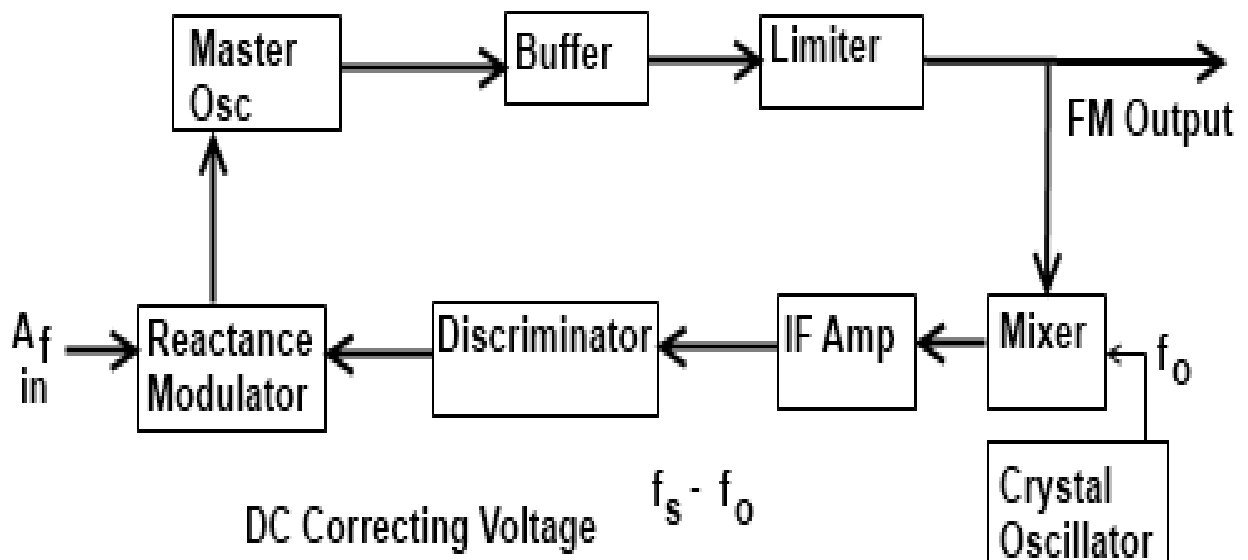 Master
Osc
Buffer
Limiter
FM Output
Af
in
Reactance
Modulator
Discriminator
IF Amp
Mixer
fo
DC Correcting Voltage
fs - fo
Crystal
Oscillator